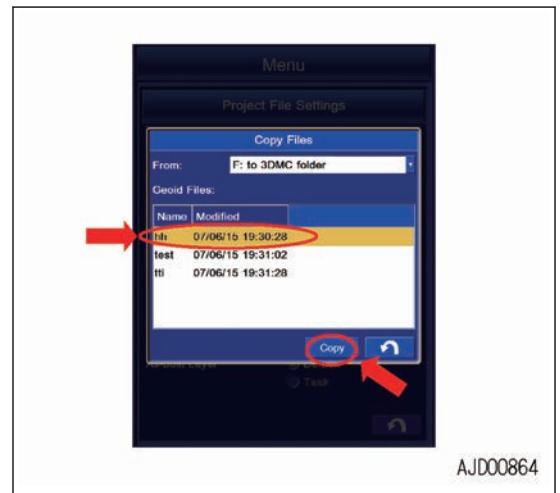 Menu
Project File Settings
Copy Files
From: F: to 3DMC folder
Geoid Files:
Name Modified
hh 07/06/15 19:30:28
test 07/06/15 19:31:02
tti 07/06/15 19:31:28
Copy
Layer
Task
AJD00864